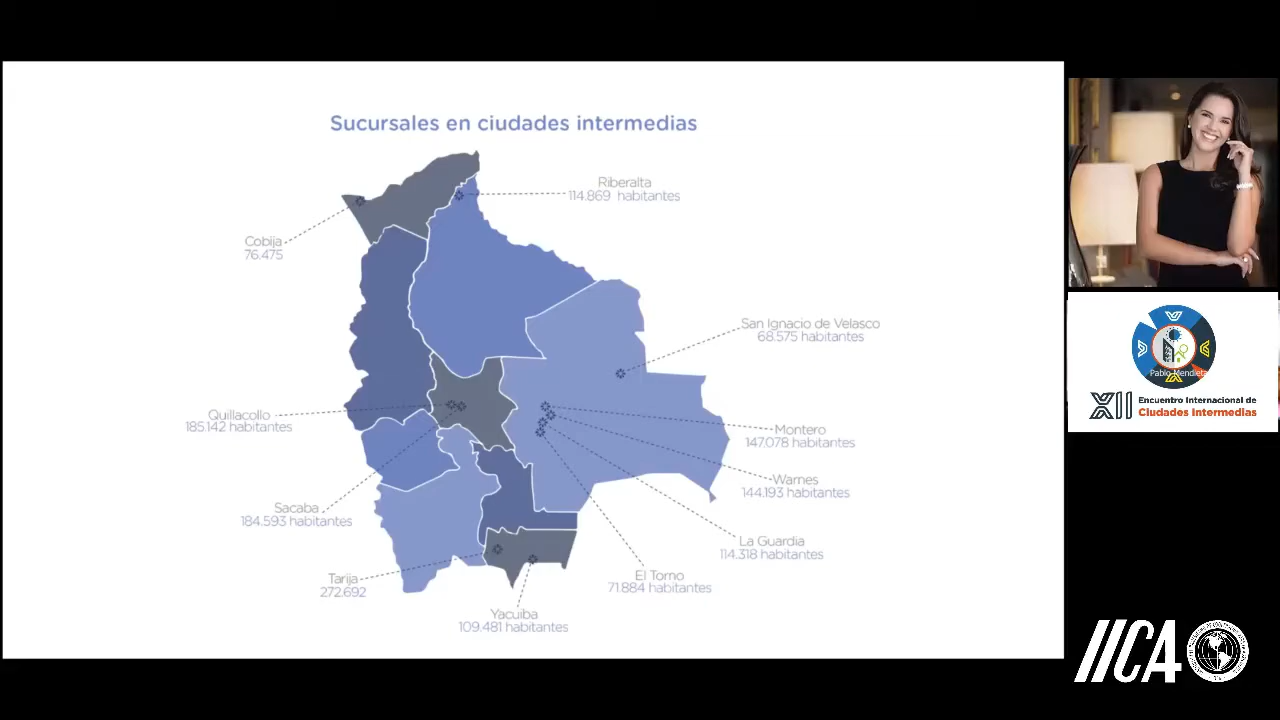 Sucursales en ciudades intermedias
Riberalta
114.869 habitantes
Cobija
76.475
San Ignacio de Velasco
68.575 habitantes
Quillacollo
185.142 habitantes
Montero
147.078 habitantes
Warnes
144.193 habitantes
Sacaba
184.593 habitantes
La Guardia
114.318 habitantes
El Torno
71.884 habitantes
Tarija
272.692
Yacuiba
109.481 habitantes
Pablo Mendieta
XII Encuentro Internacional de
Ciudades Intermedias
IICA